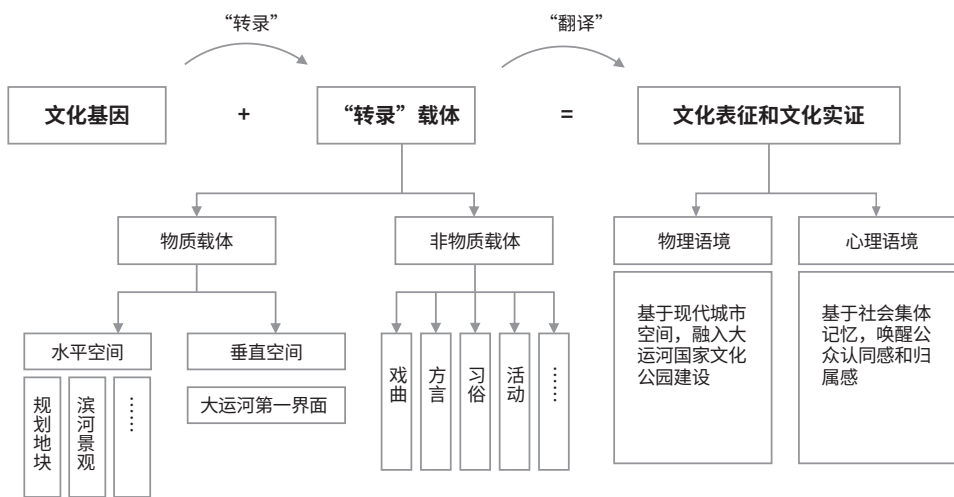 “转录”
“翻译”
文化基因
+
“转录”载体
=
文化表征和文化实证
物质载体
非物质载体
物理语境
心理语境
水平空间
垂直空间
规划地块
滨河景观
……
大运河第一界面
戏曲
方言
习俗
活动
……
基于现代城市
空间，融入大
运河国家文化
公园建设
基于社会集体
记忆，唤醒公
众认同感和归
属感